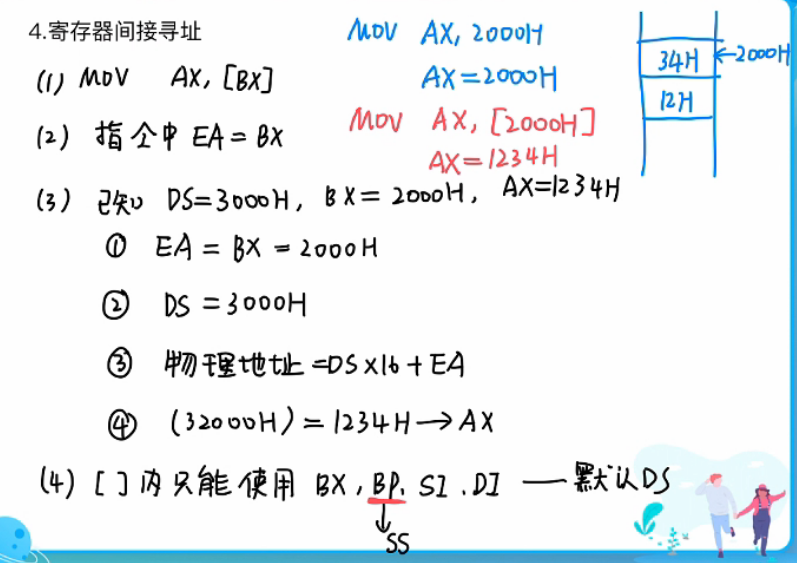 4.寄存器间接寻址
(1) MOV AX, [BX]
(2) 指令中 EA = BX
MOV AX, 2000H
AX=2000H
MOV AX, [2000H]
AX=1234H
34H ←2000H
12H
(3) 已知 DS=3000H, BX= 2000H, AX=1234H
① EA = BX = 2000H
② DS = 3000H
③ 物理地址=DS×16+EA
④ (32000H) = 1234H→AX
(4) [ ]内只能使用 BX, BP. SI. DI — 默认DS
↓
SS